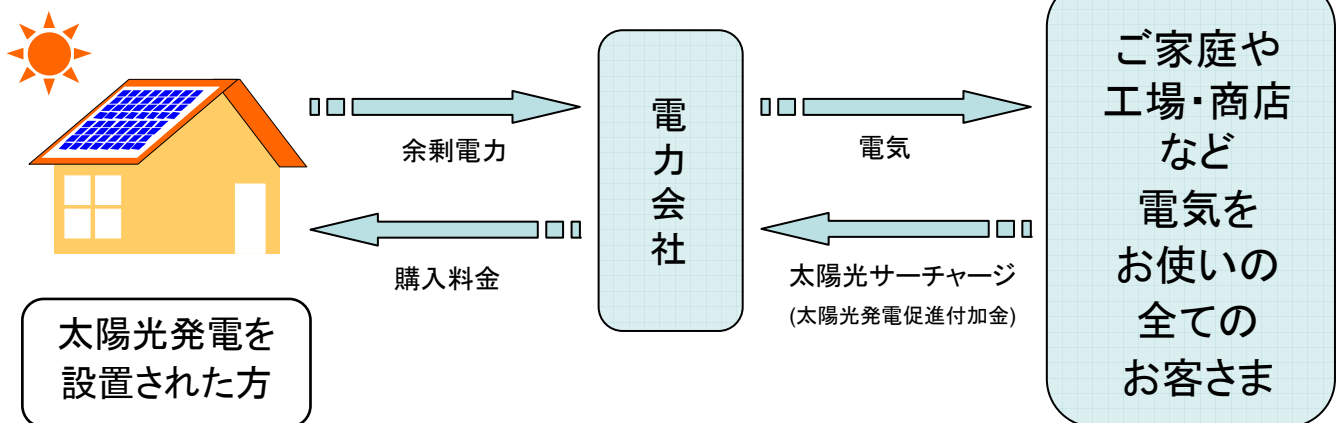 余剰電力
購入料金
太陽光発電を
設置された方
電力会社
電気
太陽光サーチャージ
(太陽光発電促進付加金)
ご家庭や
工場・商店
など
電気を
お使いの
全ての
お客さま